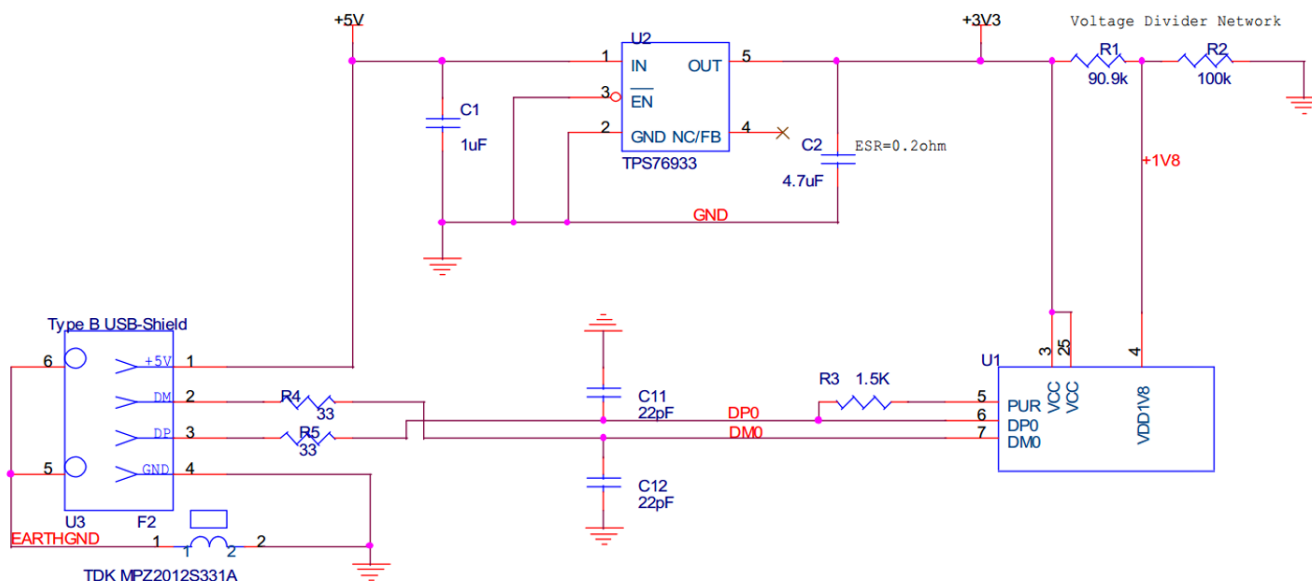 +5V
+3V3
Voltage Divider Network
U2
1
IN
OUT
5
R1
90.9k
R2
100k
3
EN
C1
1uF
2
GND
NC/FB
4
TPS76933
C2
ESR=0.2ohm
4.7uF
+1V8
GND
Type B USB-Shield
6
+5V
1
DM
2
R4
33
DP
3
R5
33
5
GND
4
U3
F2
EARTHGND
1
1
2
2
TDK MPZ2012S331A
C11
22pF
DP0
DM0
C12
22pF
R3
1.5K
U1
3
25
4
VCC
VCC
VDD1V8
5
PUR
6
DP0
7
DM0